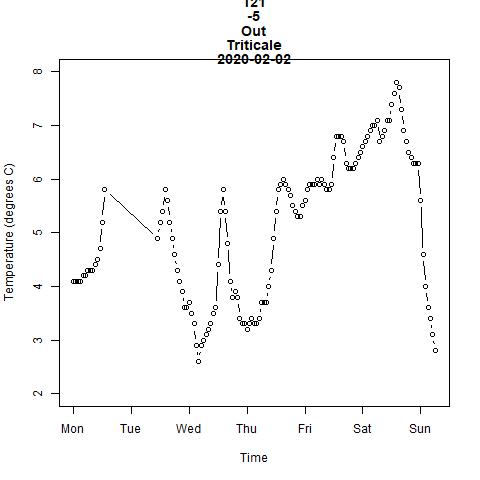 121
-5
Out
Triticale
2020-02-02
Temperature (degrees C)
8
7
6
5
4
3
2
Mon Tue Wed Thu Fri Sat Sun
Time